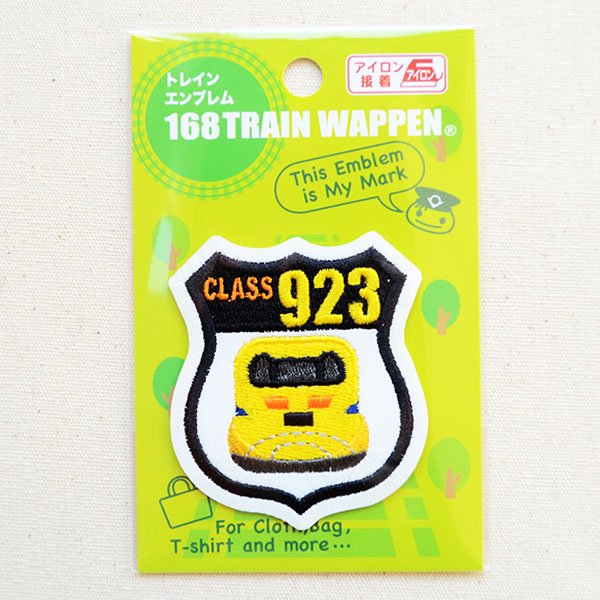 トレイン
エンブレム
168 TRAIN WAPPEN®
アイロン
接着
アイロン
This Emblem
is My Mark
CLASS 923
For Cloth, Bag,
T-shirt and more…